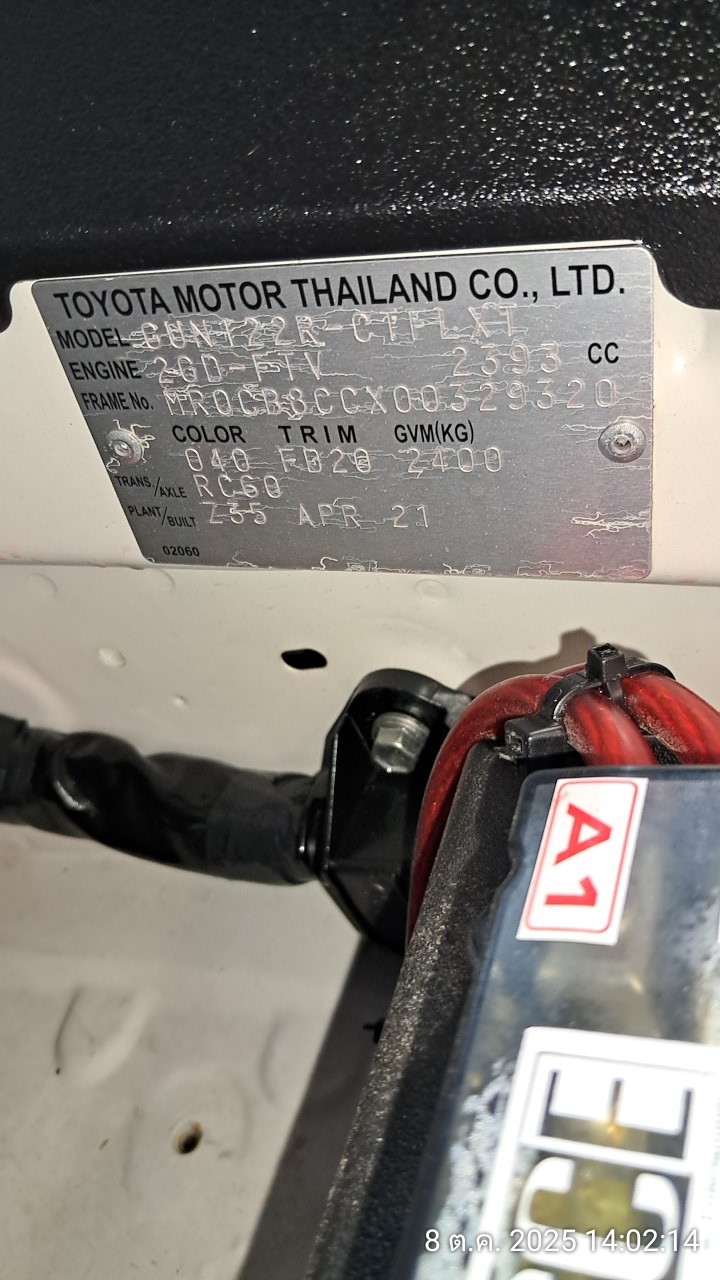 TOYOTA MOTOR THAILAND CO., LTD.
MODEL GUN122R-CTFLXT
ENGINE 2GD-FTV 2393 CC
FRAME No. MR0CB8CCX00329320
COLOR TRIM GVM(KG)
040 FB20 2400
TRANS./AXLE RC60
PLANT/BUILT Z35 APR 21
02060
A1
CE
8 ต.ค. 2025 14:02:14